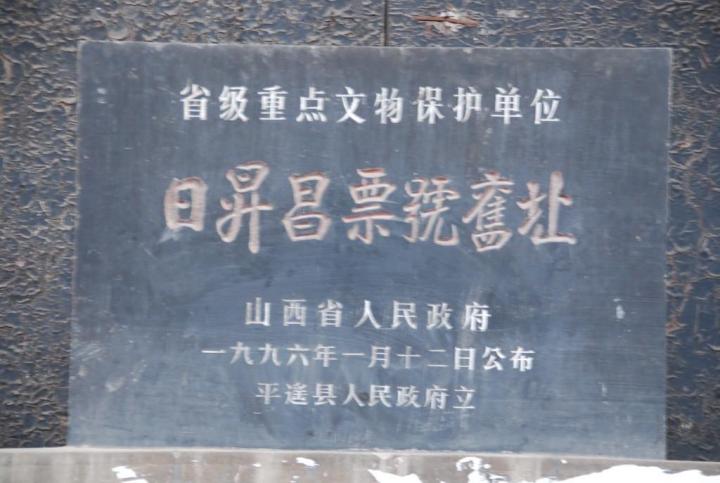 省级重点文物保护单位
日昇昌票號舊址
山西省人民政府
一九九六年一月十二日公布
平遥县人民政府立